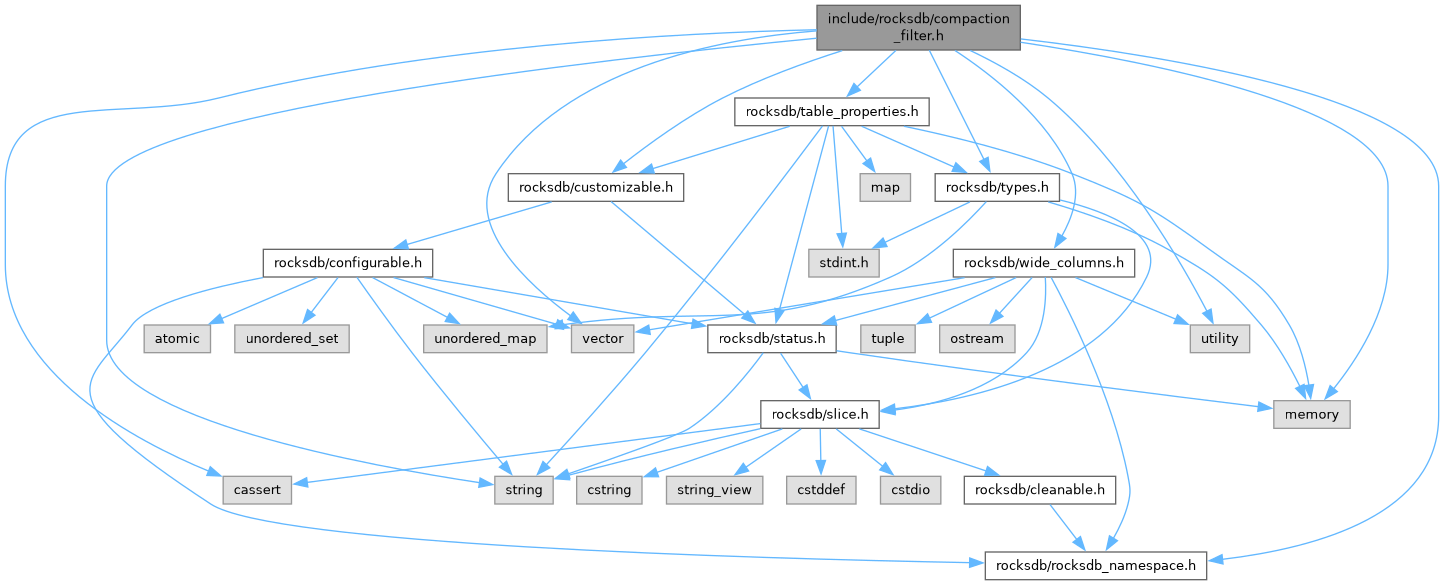 include/rocksdb/compaction
_filter.h
rocksdb/table_properties.h
rocksdb/customizable.h
map
rocksdb/types.h
rocksdb/configurable.h
stdint.h
rocksdb/wide_columns.h
atomic
unordered_set
unordered_map
vector
rocksdb/status.h
tuple
ostream
utility
rocksdb/slice.h
memory
cassert
string
cstring
string_view
cstddef
cstdio
rocksdb/cleanable.h
rocksdb/rocksdb_namespace.h